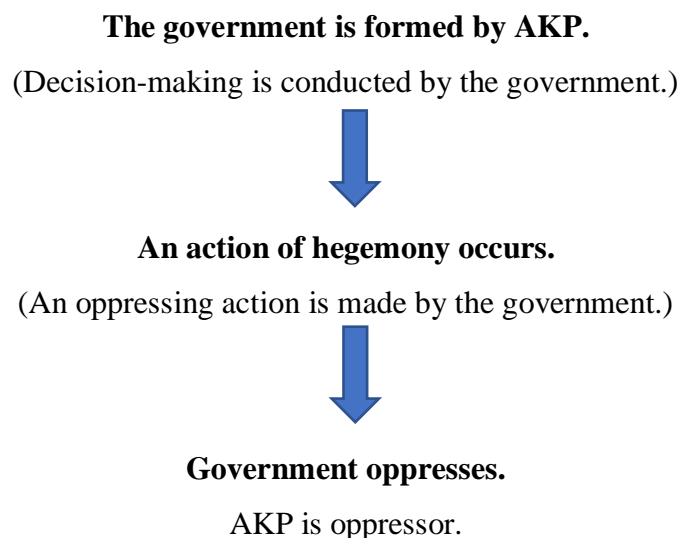 The government is formed by AKP.
(Decision-making is conducted by the government.)
An action of hegemony occurs.
(An oppressing action is made by the government.)
Government oppresses.
AKP is oppressor.